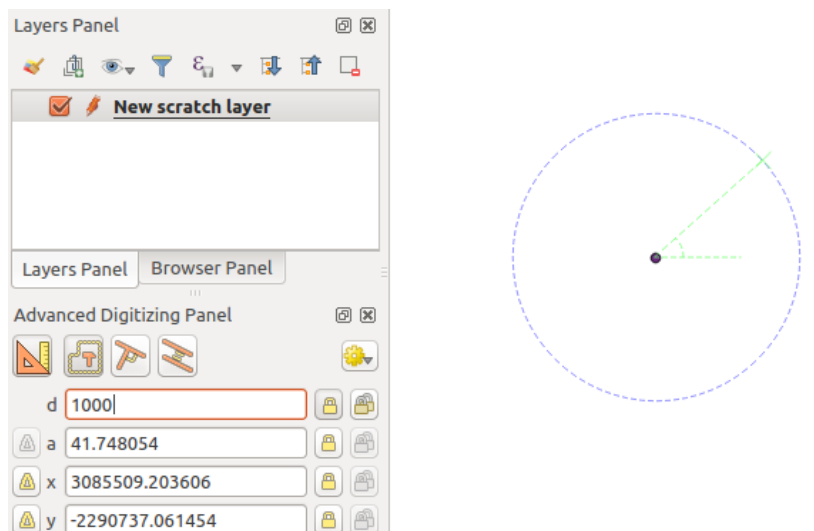 Layers Panel
New scratch layer
Layers Panel Browser Panel
Advanced Digitizing Panel
d 1000
a 41.748054
x 3085509.203606
y -2290737.061454